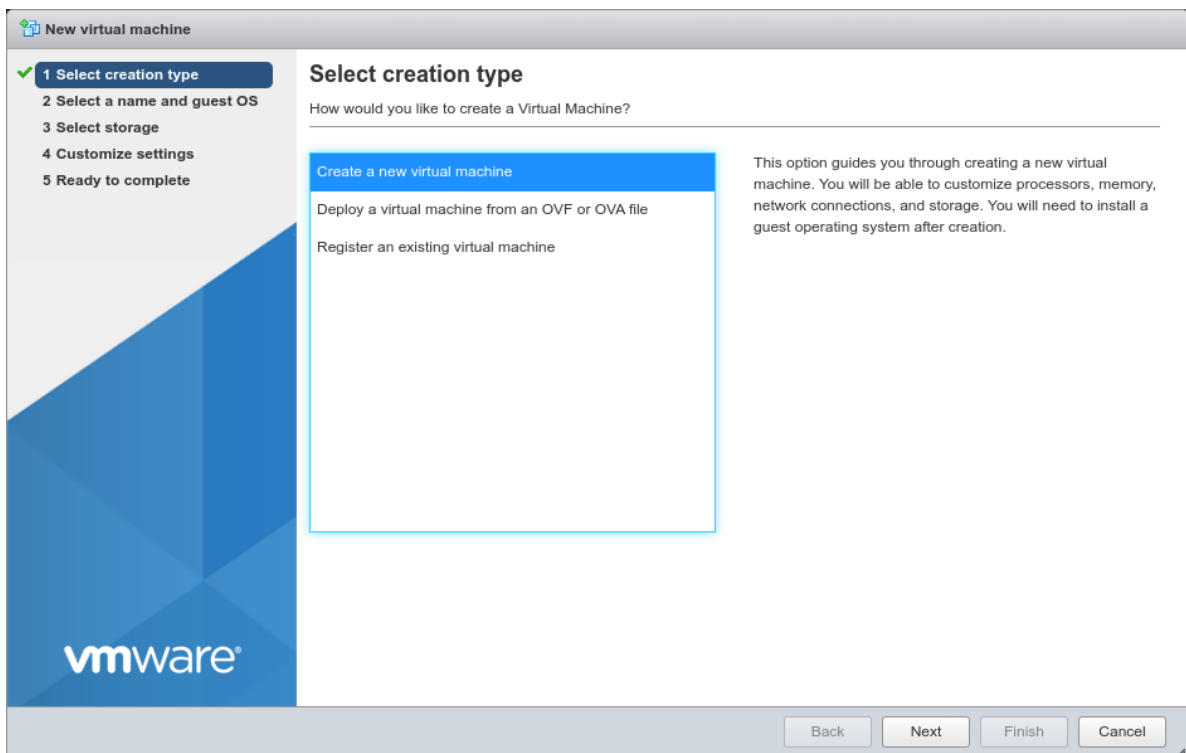 New virtual machine
1 Select creation type
2 Select a name and guest OS
3 Select storage
4 Customize settings
5 Ready to complete
vmware®
Select creation type
How would you like to create a Virtual Machine?
Create a new virtual machine
Deploy a virtual machine from an OVF or OVA file
Register an existing virtual machine
This option guides you through creating a new virtual
machine. You will be able to customize processors, memory,
network connections, and storage. You will need to install a
guest operating system after creation.
Back Next Finish Cancel